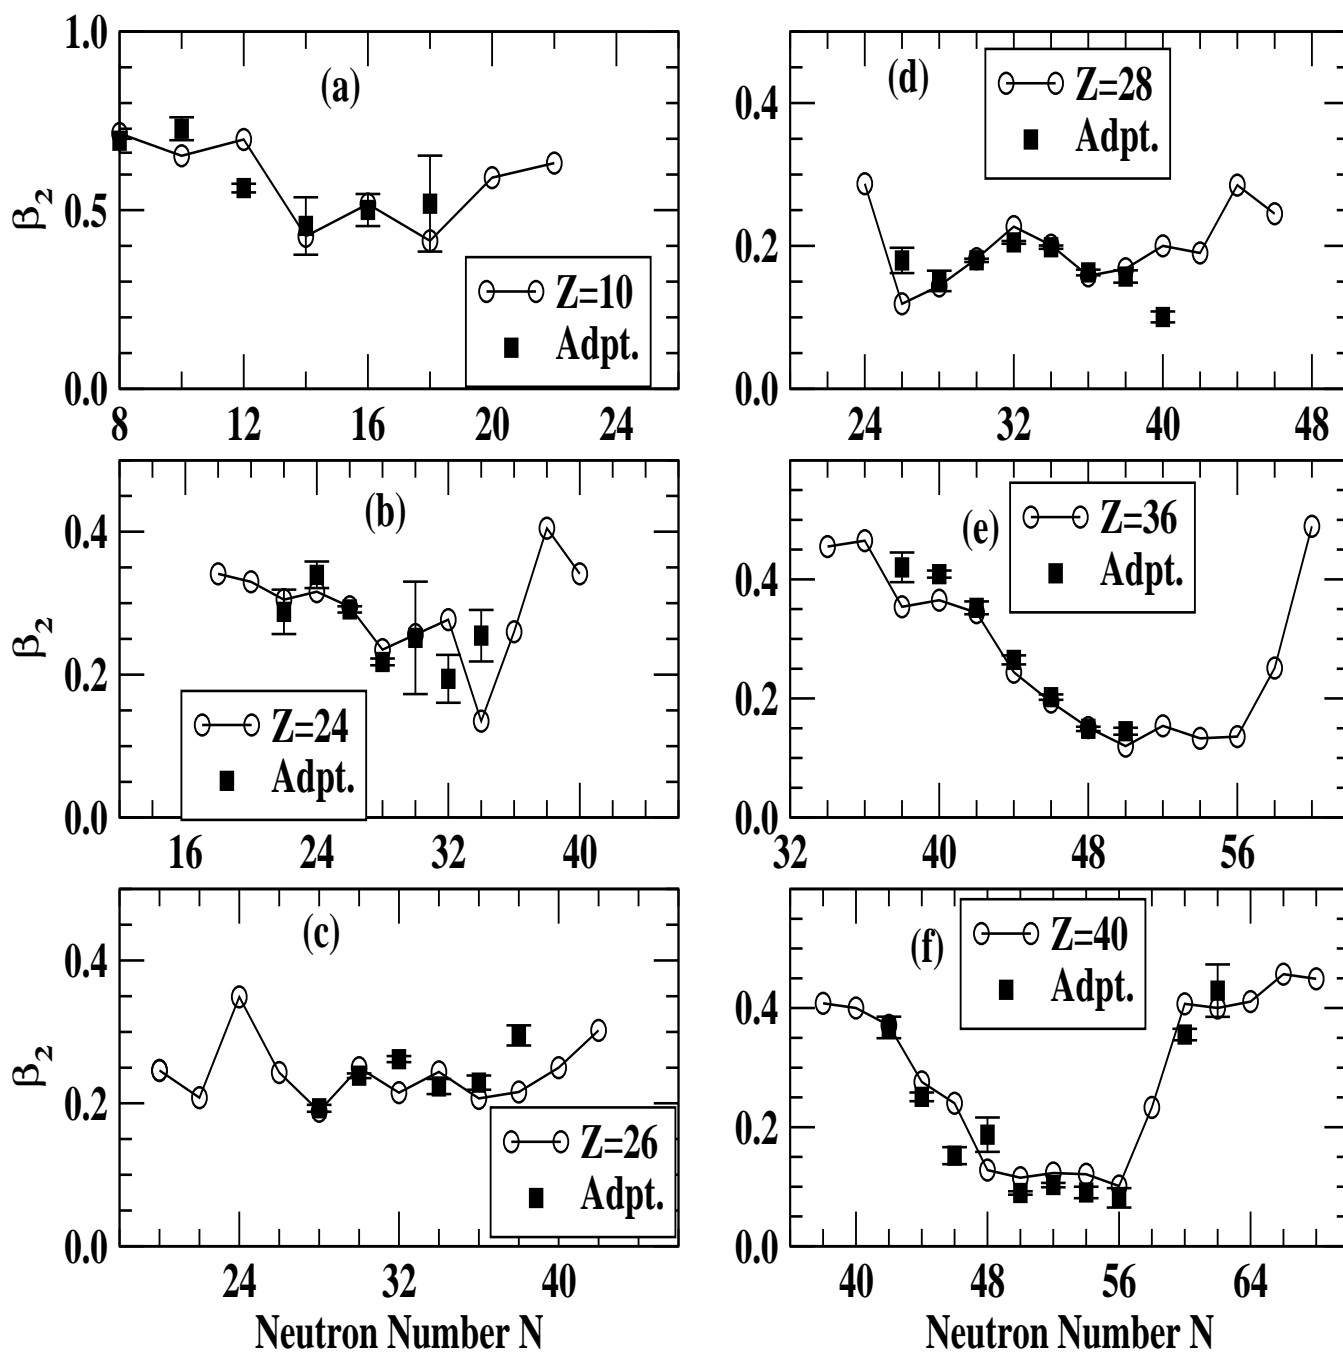 1.0
(a)
0.5
β₂
Z=10
Adpt.
0.0
8 12 16 20 24
(d)
Z=28
Adpt.
0.4
0.2
0.0
24 32 40 48
(b)
0.4
β₂
0.2
Z=24
Adpt.
0.0
16 24 32 40
(e)
Z=36
Adpt.
0.4
0.2
0.0
32 40 48 56
(c)
0.4
β₂
0.2
Z=26
Adpt.
0.0
24 32 40
Neutron Number N
(f)
Z=40
Adpt.
0.4
0.2
0.0
40 48 56 64
Neutron Number N